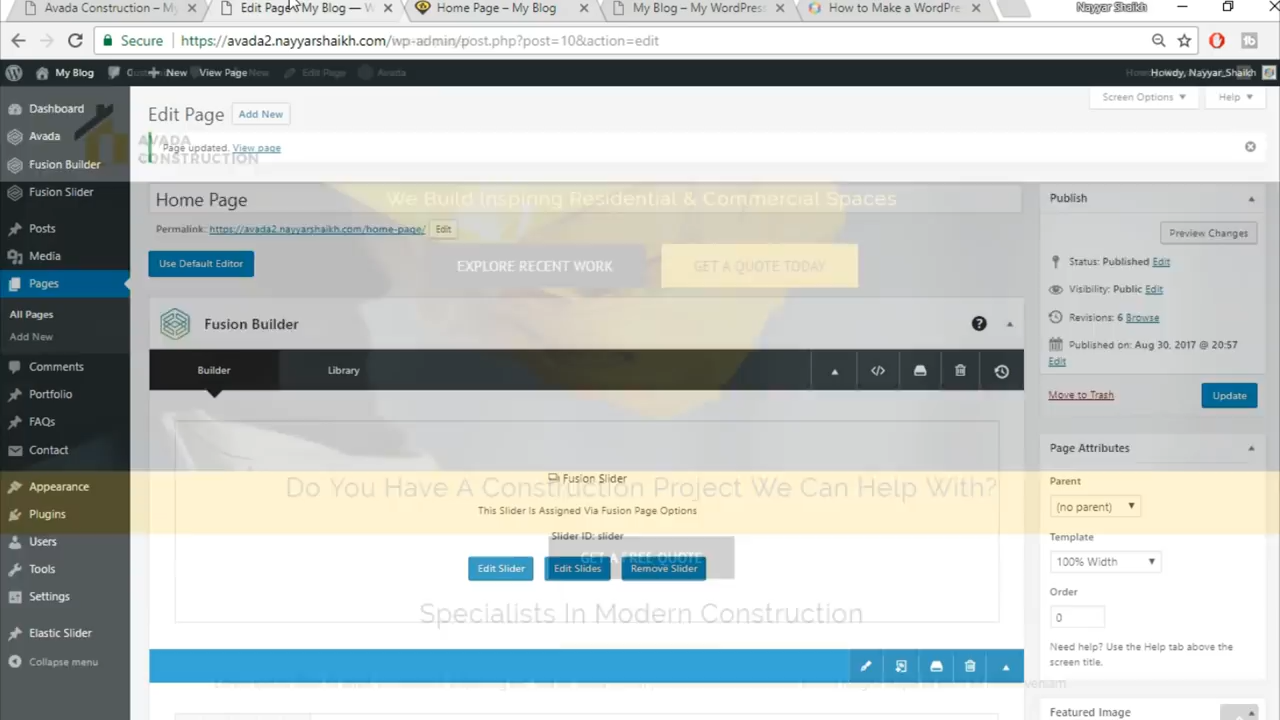 Avada Construction – My
Edit Page ‹ My Blog — W
Home Page – My Blog
My Blog – My WordPress
How to Make a WordPre
Nayyar Shaikh
Secure
https://avada2.nayyarshaikh.com/wp-admin/post.php?post=10&action=edit
My Blog
New
View Page
Edit Page
Avada
Howdy, Nayyar_Shaikh
Dashboard
Avada
Fusion Builder
Fusion Slider
Posts
Media
Pages
All Pages
Add New
Comments
Portfolio
FAQs
Contact
Appearance
Plugins
Users
Tools
Settings
Elastic Slider
Collapse menu
Edit Page
Add New
Screen Options
Help
AVADA
CONSTRUCTION
Page updated. View page
Home Page
We Build Inspiring Residential & Commercial Spaces
Permalink: https://avada2.nayyarshaikh.com/home-page/ Edit
Use Default Editor
EXPLORE RECENT WORK
GET A QUOTE TODAY
Fusion Builder
Builder
Library
Fusion Slider
Do You Have A Construction Project We Can Help With?
This Slider Is Assigned Via Fusion Page Options
Slider ID: slider
GET A FREE QUOTE
Edit Slider
Edit Slides
Remove Slider
Specialists In Modern Construction
Publish
Preview Changes
Status: Published Edit
Visibility: Public Edit
Revisions: 6 Browse
Published on: Aug 30, 2017 @ 20:57
Edit
Move to Trash
Update
Page Attributes
Parent
(no parent)
Template
100% Width
Order
0
Need help? Use the Help tab above the
screen title.
Featured Image